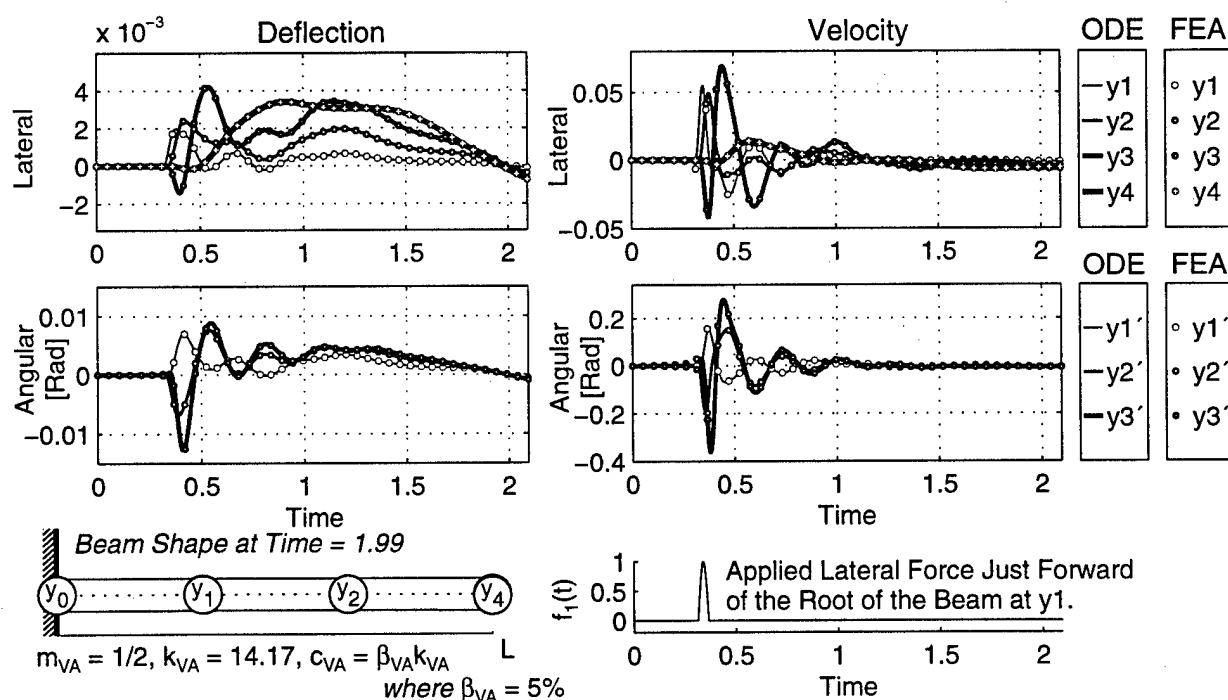 x 10⁻³ Deflection Velocity ODE FEA
Lateral
4
2
0
−2
0 0.5 1 1.5 2
Lateral
0.05
0
−0.05
0 0.5 1 1.5 2
y1
y2
y3
y4
y1
y2
y3
y4
ODE FEA
Angular
[Rad]
0.01
0
−0.01
0 0.5 1 1.5 2
Time
Angular
[Rad]
0.2
0
−0.2
−0.4
0 0.5 1 1.5 2
Time
y1´
y2´
y3´
y1´
y2´
y3´
Beam Shape at Time = 1.99
y₀ y₁ y₂ y₄
L
m_VA = 1/2, k_VA = 14.17, c_VA = β_VAk_VA
where β_VA = 5%
f₁(t)
1
0.5
0
Applied Lateral Force Just Forward
of the Root of the Beam at y1.
0 0.5 1 1.5 2
Time